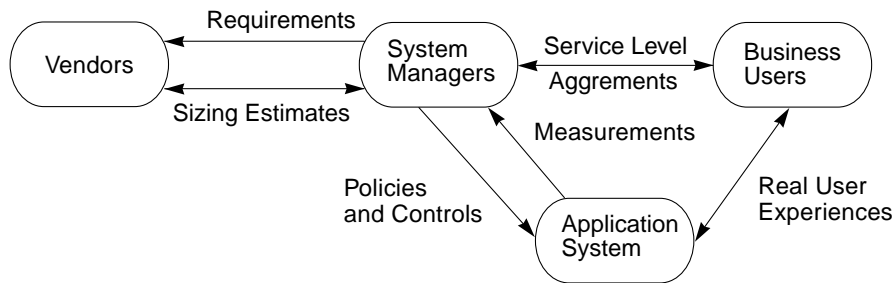 Requirements
Vendors
Sizing Estimates
System
Managers
Service Level
Aggrements
Business
Users
Measurements
Policies
and Controls
Application
System
Real User
Experiences